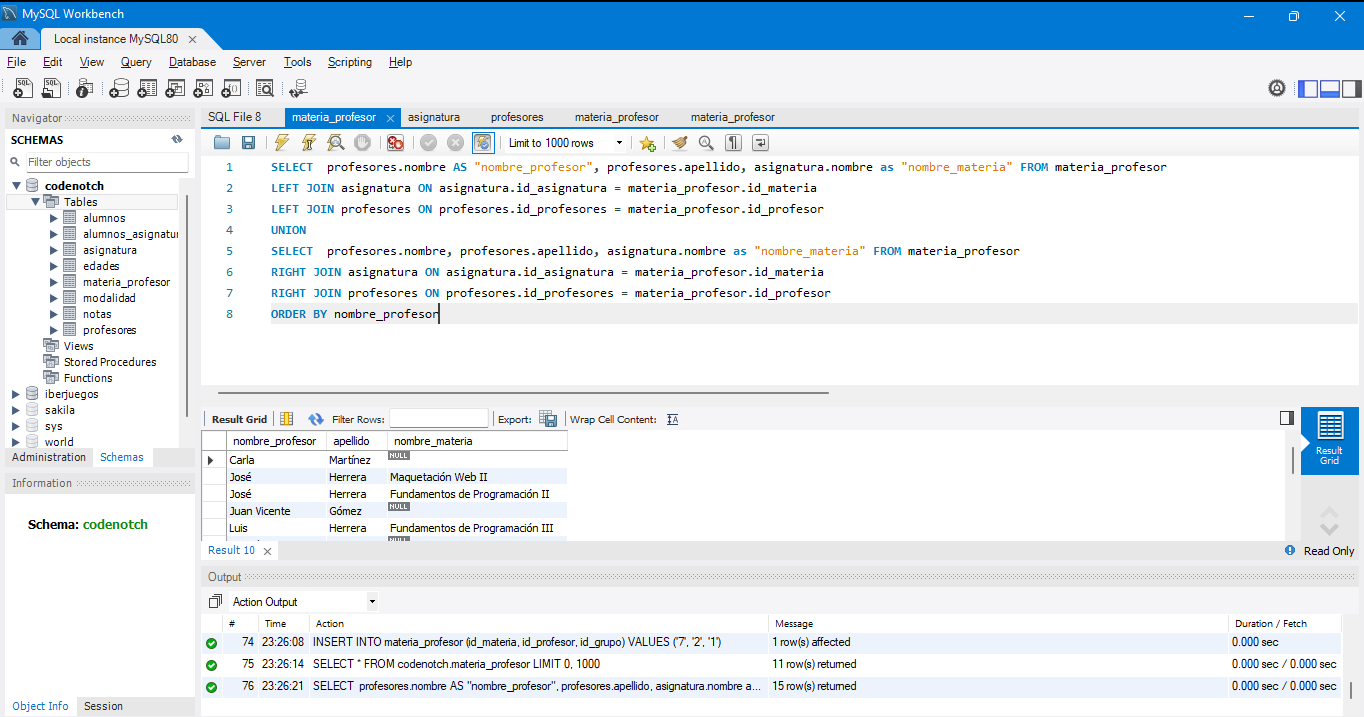 MySQL Workbench
Local instance MySQL80
File Edit View Query Database Server Tools Scripting Help
Navigator
SCHEMAS
Filter objects
codenotch
Tables
alumnos
alumnos_asignatur
asignatura
edades
materia_profesor
modalidad
notas
profesores
Views
Stored Procedures
Functions
iberjuegos
sakila
sys
world
Administration Schemas
Information
Schema: codenotch
Object Info Session
SQL File 8 materia_profesor asignatura profesores materia_profesor materia_profesor
Limit to 1000 rows
1 SELECT profesores.nombre AS "nombre_profesor", profesores.apellido, asignatura.nombre as "nombre_materia" FROM materia_profesor
2 LEFT JOIN asignatura ON asignatura.id_asignatura = materia_profesor.id_materia
3 LEFT JOIN profesores ON profesores.id_profesores = materia_profesor.id_profesor
4 UNION
5 SELECT profesores.nombre, profesores.apellido, asignatura.nombre as "nombre_materia" FROM materia_profesor
6 RIGHT JOIN asignatura ON asignatura.id_asignatura = materia_profesor.id_materia
7 RIGHT JOIN profesores ON profesores.id_profesores = materia_profesor.id_profesor
8 ORDER BY nombre_profesor
Result Grid Filter Rows: Export: Wrap Cell Content:
nombre_profesor apellido nombre_materia
Carla Martínez NULL
José Herrera Maquetación Web II
José Herrera Fundamentos de Programación II
Juan Vicente Gómez NULL
Luis Herrera Fundamentos de Programación III
NULL
Result Grid
Result 10
Read Only
Output
Action Output
# Time Action Message Duration / Fetch
74 23:26:08 INSERT INTO materia_profesor (id_materia, id_profesor, id_grupo) VALUES ('7', '2', '1') 1 row(s) affected 0.000 sec
75 23:26:14 SELECT * FROM codenotch.materia_profesor LIMIT 0, 1000 11 row(s) returned 0.000 sec / 0.000 sec
76 23:26:21 SELECT profesores.nombre AS "nombre_profesor", profesores.apellido, asignatura.nombre a... 15 row(s) returned 0.000 sec / 0.000 sec